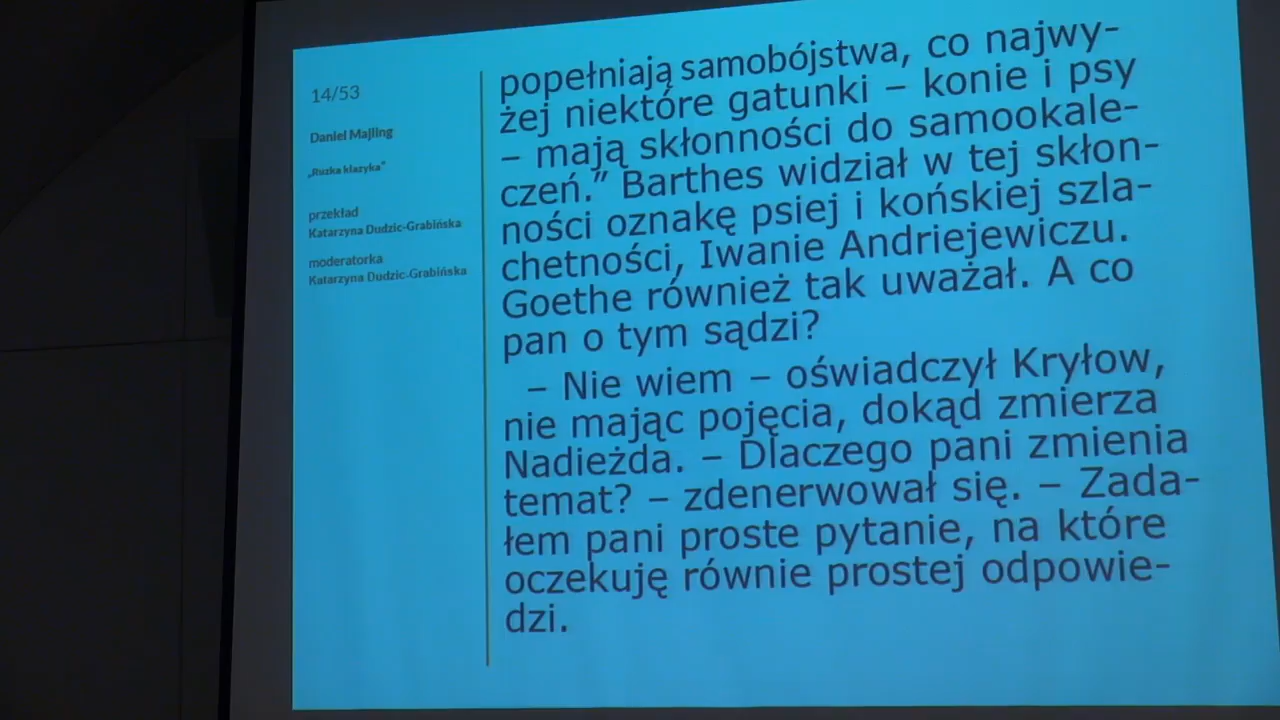 14/53
Daniel Majling
„Ruzka klazyka”
przekład
Katarzyna Dudzic-Grabińska
moderatorka
Katarzyna Dudzic-Grabińska
popełniają samobójstwa, co najwy-
żej niektóre gatunki – konie i psy
– mają skłonności do samookale-
czeń.” Barthes widział w tej skłon-
ności oznakę psiej i końskiej szla-
chetności, Iwanie Andriejewiczu.
Goethe również tak uważał. A co
pan o tym sądzi?
– Nie wiem – oświadczył Kryłow,
nie mając pojęcia, dokąd zmierza
Nadieżda. – Dlaczego pani zmienia
temat? – zdenerwował się. – Zada-
łem pani proste pytanie, na które
oczekuję równie prostej odpowie-
dzi.